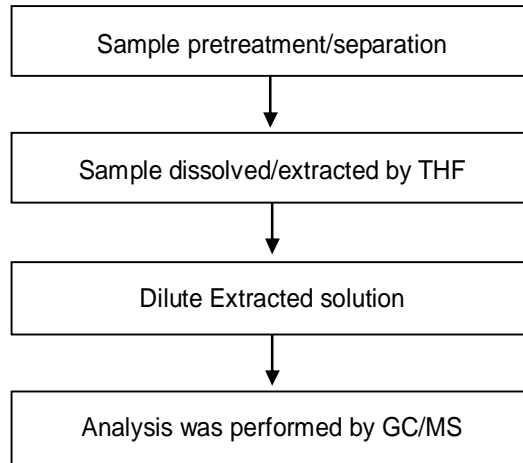 Sample pretreatment/separation
Sample dissolved/extracted by THF
Dilute Extracted solution
Analysis was performed by GC/MS